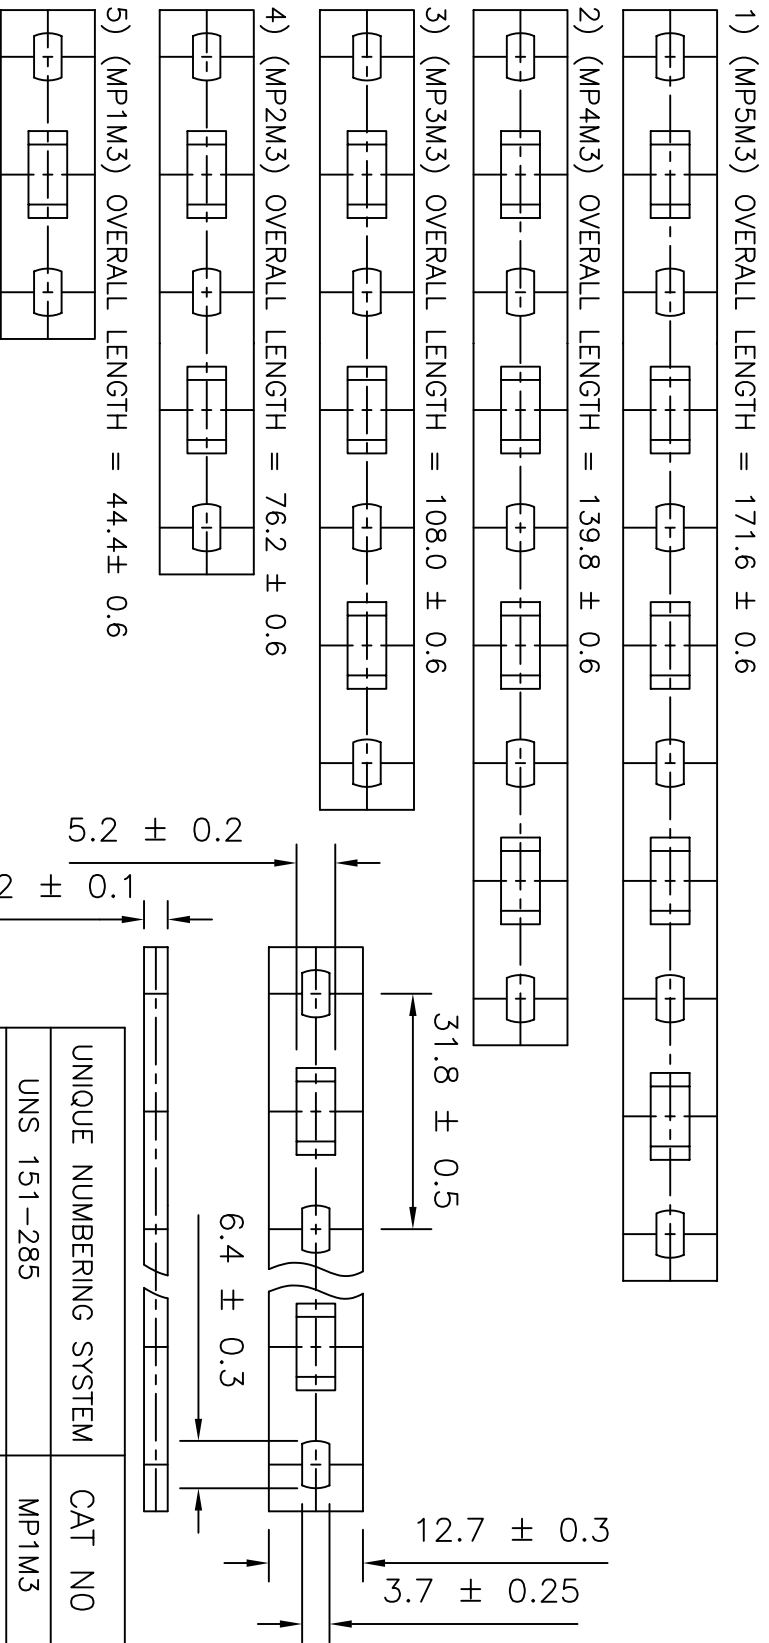 1) (MP5M3) OVERALL LENGTH = 171.6 ± 0.6
2) (MP4M3) OVERALL LENGTH = 139.8 ± 0.6
3) (MP3M3) OVERALL LENGTH = 108.0 ± 0.6
4) (MP2M3) OVERALL LENGTH = 76.2 ± 0.6
5) (MP1M3) OVERALL LENGTH = 44.4± 0.6
31.8 ± 0.5
5.2 ± 0.2
2 ± 0.1
6.4 ± 0.3
12.7 ± 0.3
3.7 ± 0.25
UNIQUE NUMBERING SYSTEM CAT NO
UNS 151-285 MP1M3